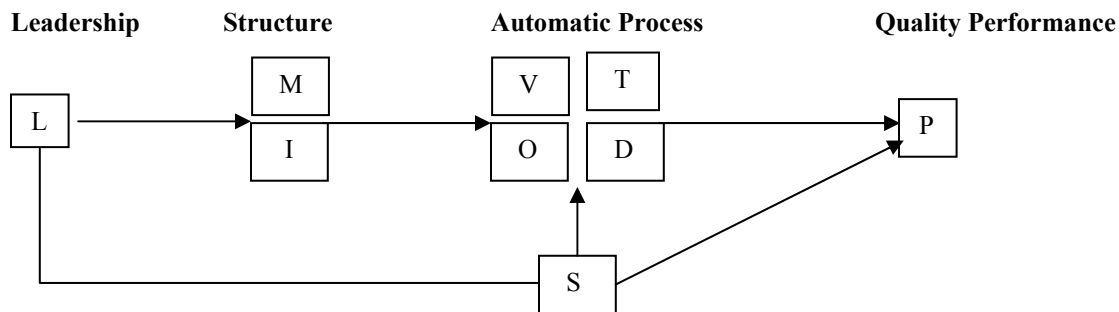 Leadership Structure Automatic Process Quality Performance
M V T
L P
I O D
S